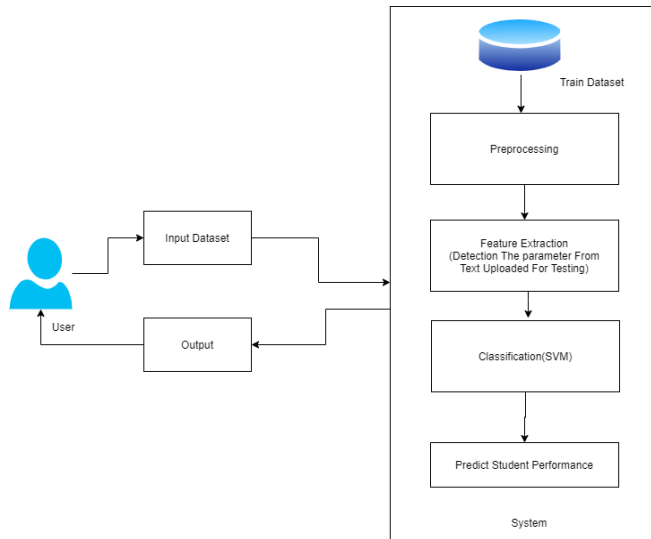 Train Dataset
Preprocessing
Input Dataset
Feature Extraction
(Detection The parameter From
Text Uploaded For Testing)
User
Output
Classification(SVM)
Predict Student Performance
System